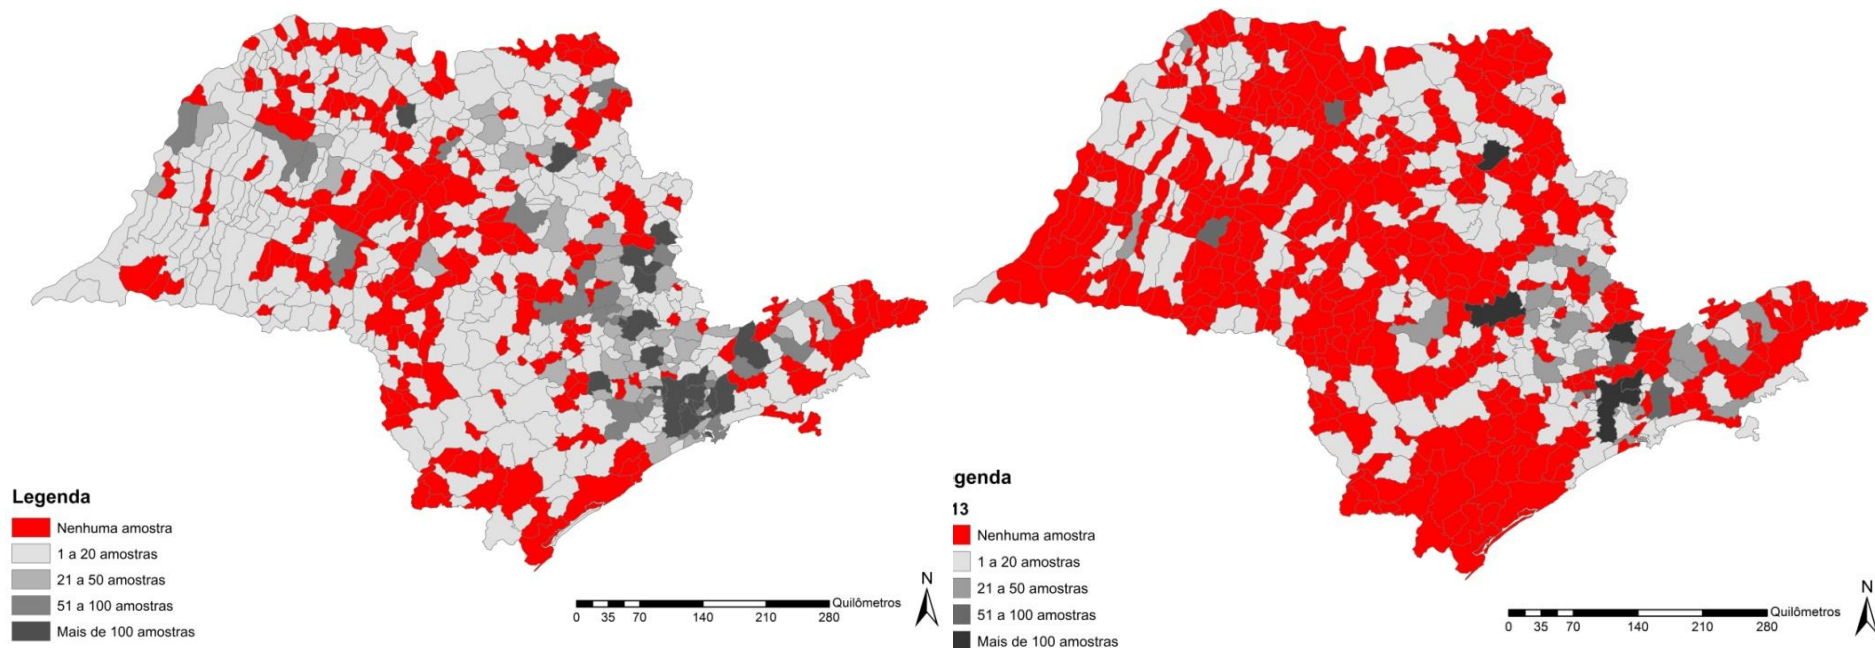 Legenda
Nenhuma amostra
1 a 20 amostras
21 a 50 amostras
51 a 100 amostras
Mais de 100 amostras
N
Quilômetros
0 35 70 140 210 280
genda
13
Nenhuma amostra
1 a 20 amostras
21 a 50 amostras
51 a 100 amostras
Mais de 100 amostras
N
Quilômetros
0 35 70 140 210 280